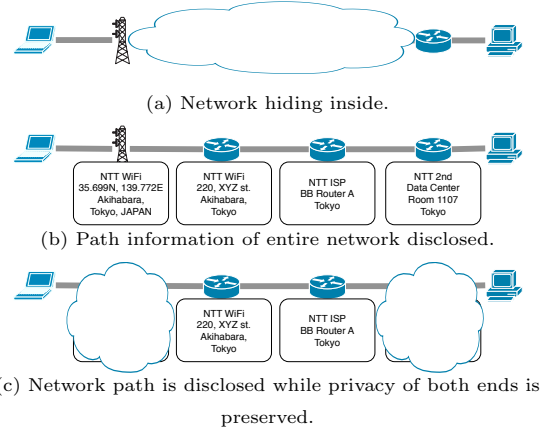 (a) Network hiding inside.
NTT WiFi
35.699N, 139.772E
Akihabara,
Tokyo, JAPAN
NTT WiFi
220, XYZ st.
Akihabara,
Tokyo
NTT ISP
BB Router A
Tokyo
NTT 2nd
Data Center
Room 1107
Tokyo
(b) Path information of entire network disclosed.
NTT WiFi
220, XYZ st.
Akihabara,
Tokyo
NTT ISP
BB Router A
Tokyo
(c) Network path is disclosed while privacy of both ends is
preserved.